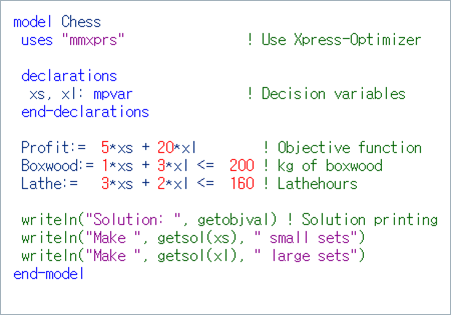 model Chess
uses "mmxprs" ! Use Xpress-Optimizer
declarations
xs, xl: mpvar ! Decision variables
end-declarations
Profit:= 5*xs + 20*xl ! Objective function
Boxwood:= 1*xs + 3*xl <= 200 ! kg of boxwood
Lathe:= 3*xs + 2*xl <= 160 ! Lathehours
writeln("Solution: ", getobjval) ! Solution printing
writeln("Make ", getsol(xs), " small sets")
writeln("Make ", getsol(xl), " large sets")
end-model